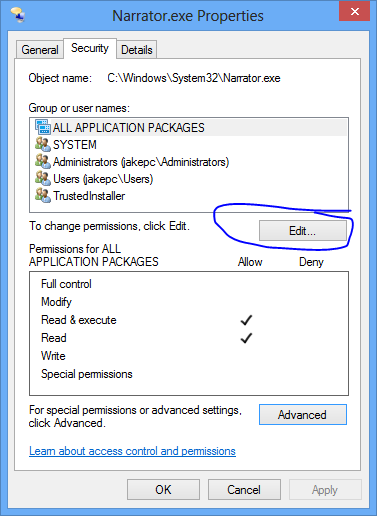 Narrator.exe Properties
General Security Details
Object name: C:\Windows\System32\Narrator.exe
Group or user names:
ALL APPLICATION PACKAGES
SYSTEM
Administrators (jakepc\Administrators)
Users (jakepc\Users)
TrustedInstaller
To change permissions, click Edit. Edit...
Permissions for ALL
APPLICATION PACKAGES Allow Deny
Full control
Modify
Read & execute
Read
Write
Special permissions
For special permissions or advanced settings,
click Advanced. Advanced
Learn about access control and permissions
OK Cancel Apply